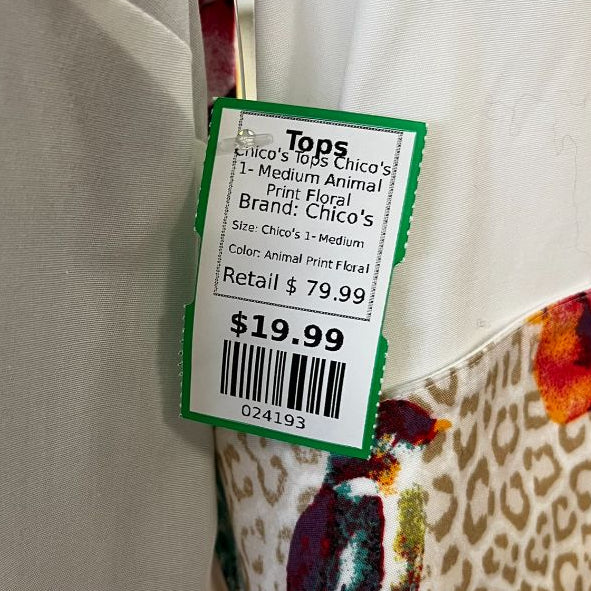 Tops
Chico's Tops Chico's
1- Medium Animal
Print Floral
Brand: Chico's
Size: Chico's 1- Medium
Color: Animal Print Floral
Retail $ 79.99
$19.99
024193